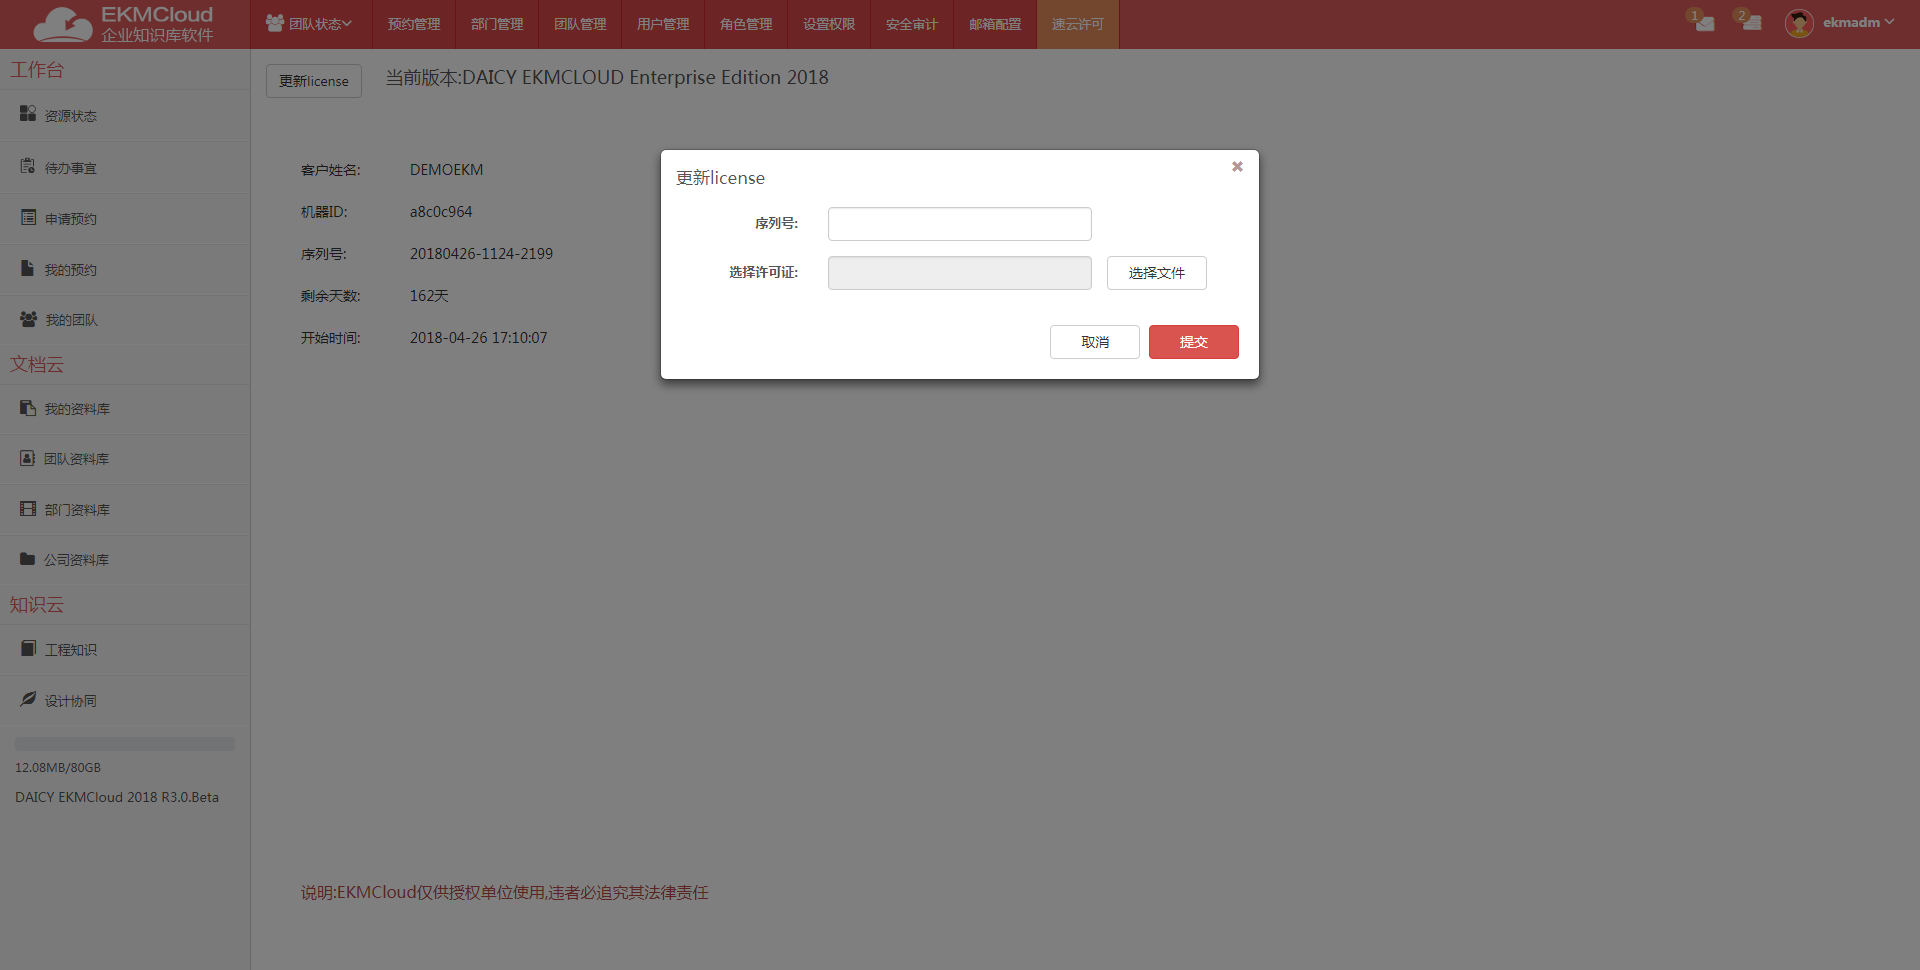 EKMCloud
企业知识库软件
团队状态 预约管理 部门管理 团队管理 用户管理 角色管理 设置权限 安全审计 邮箱配置 速云许可
1 2 ekmadm
工作台
资源状态
待办事宜
申请预约
我的预约
我的团队
文档云
我的资料库
团队资料库
部门资料库
公司资料库
知识云
工程知识
设计协同
12.08MB/80GB
DAICY EKMCloud 2018 R3.0.Beta
更新license 当前版本:DAICY EKMCLOUD Enterprise Edition 2018
客户姓名: DEMOEKM
机器ID: a8c0c964
序列号: 20180426-1124-2199
剩余天数: 162天
开始时间: 2018-04-26 17:10:07
更新license
序列号:
选择许可证: 选择文件
取消 提交
说明:EKMCloud仅供授权单位使用,违者必追究其法律责任